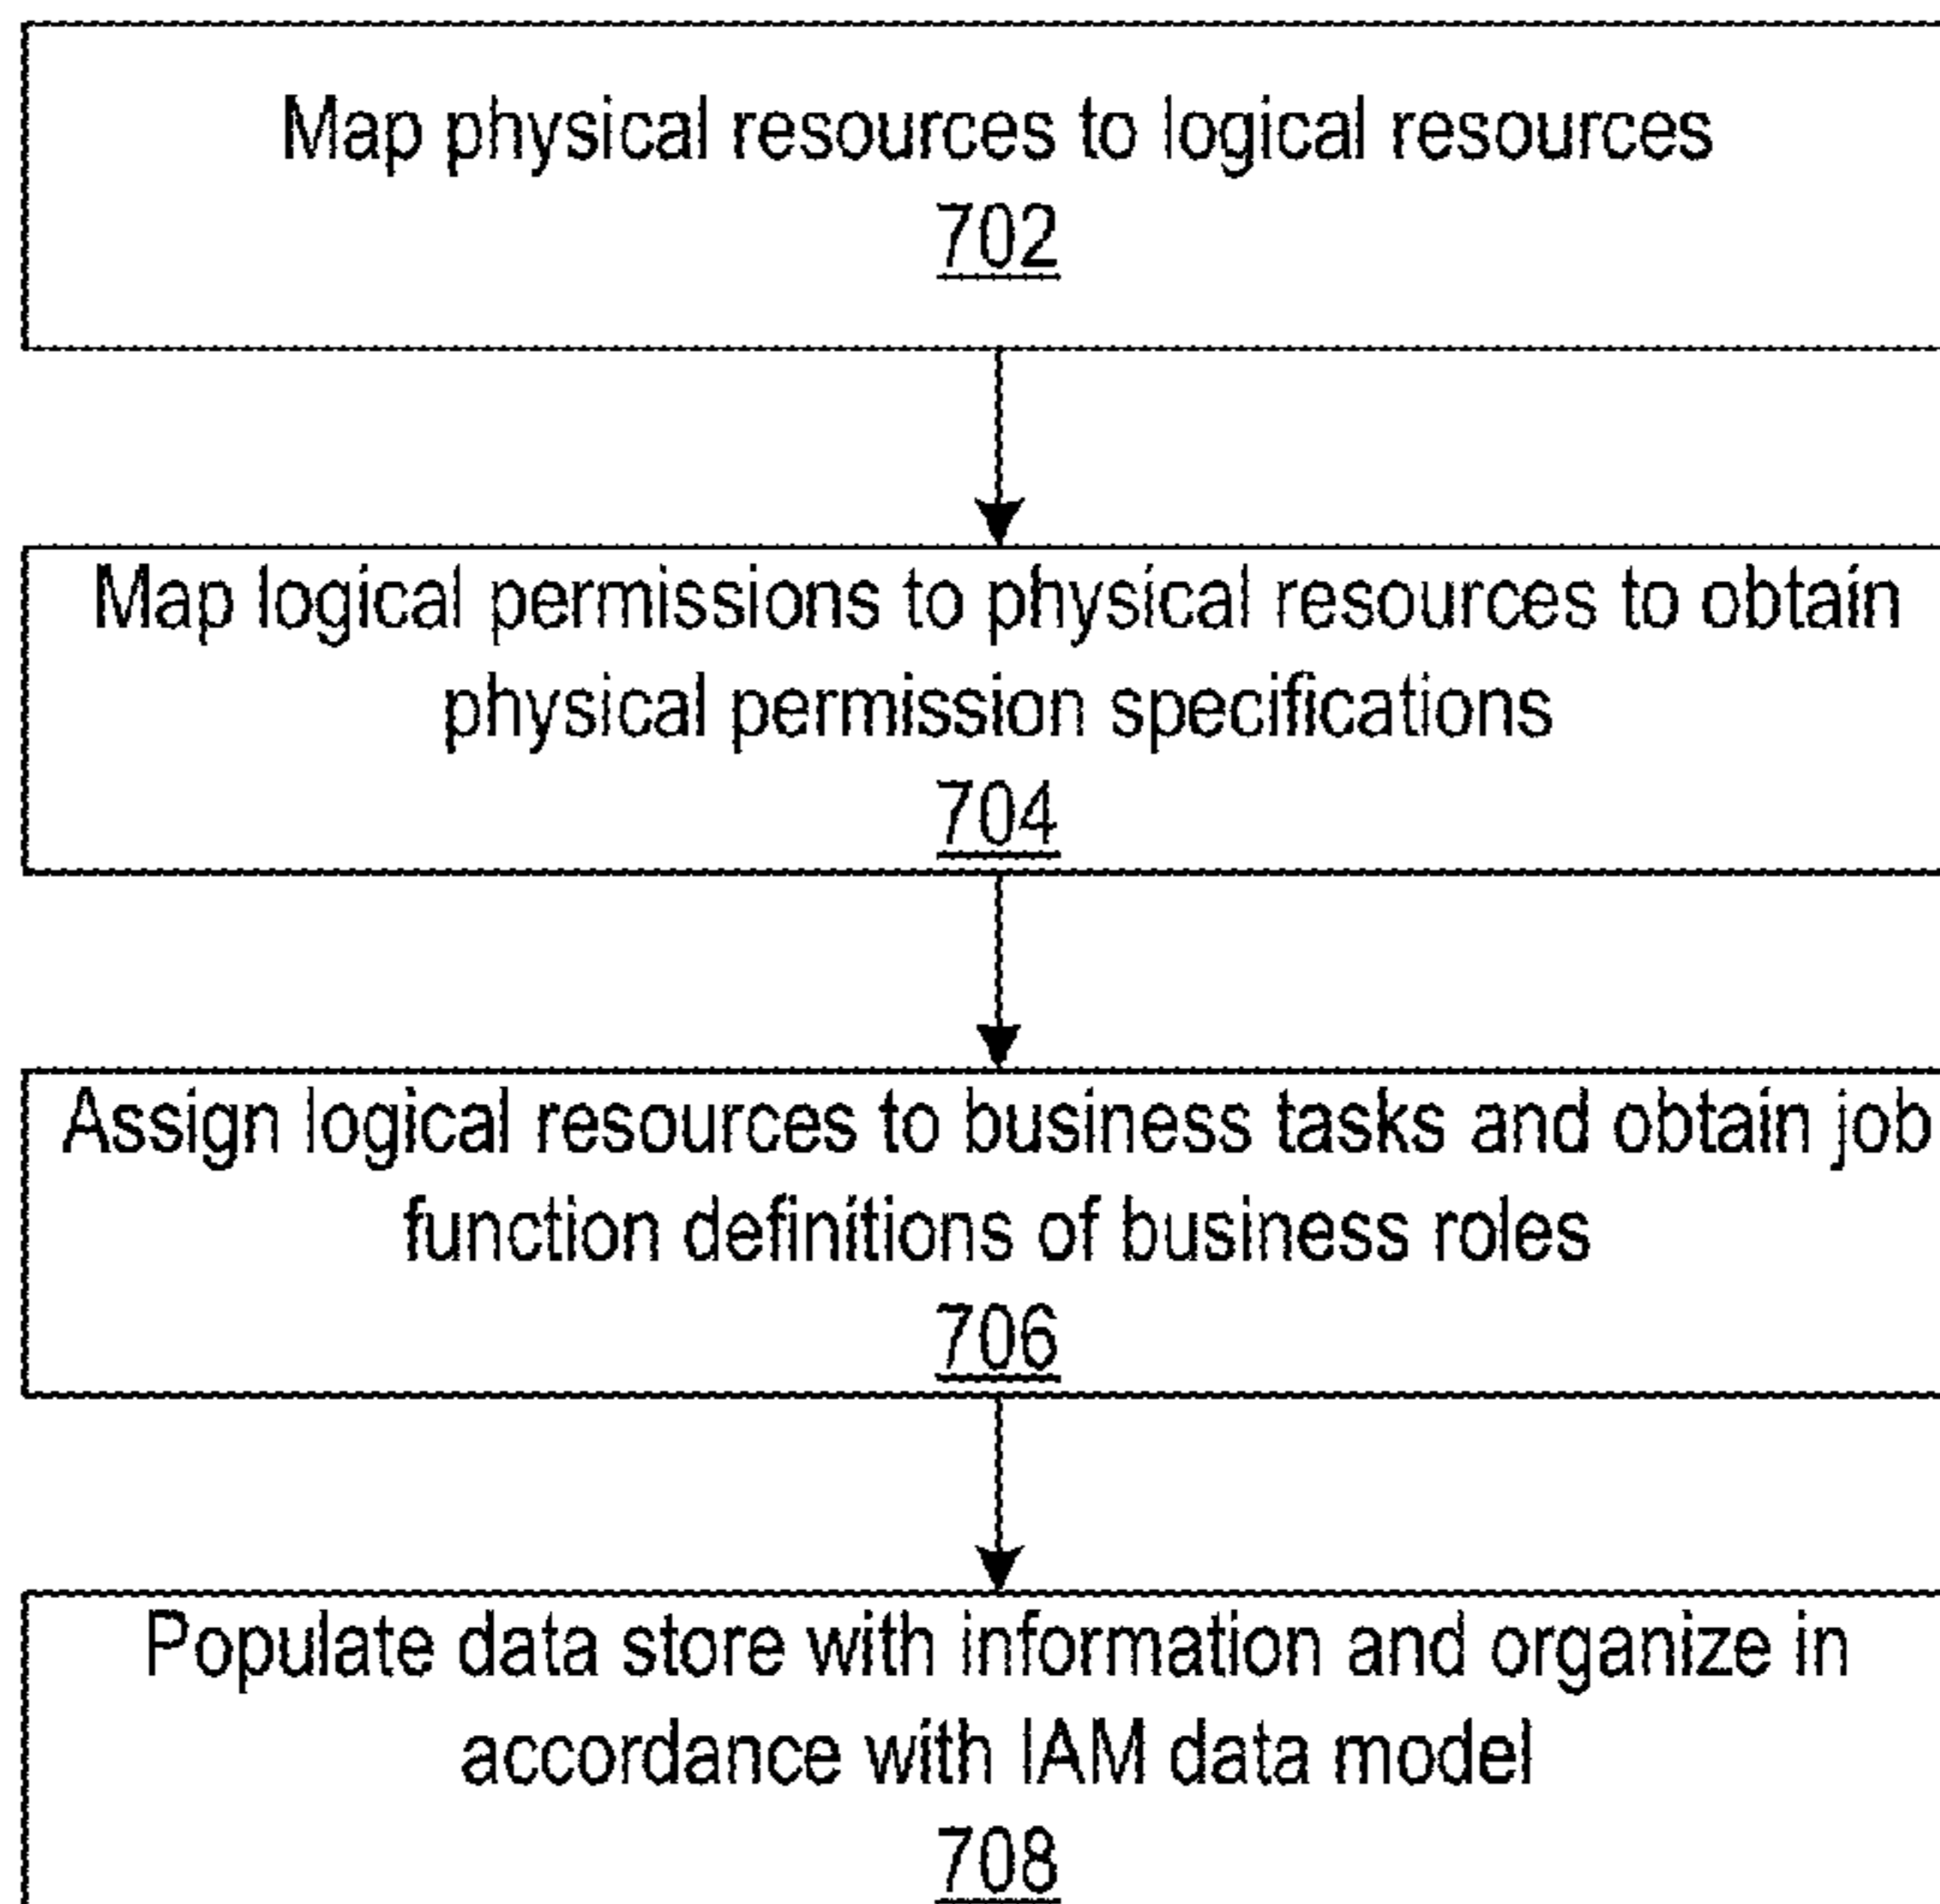 Map physical resources to logical resources
702
Map logical permissions to physical resources to obtain
physical permission specifications
704
Assign logical resources to business tasks and obtain job
function definitions of business roles
706
Populate data store with information and organize in
accordance with IAM data model
708